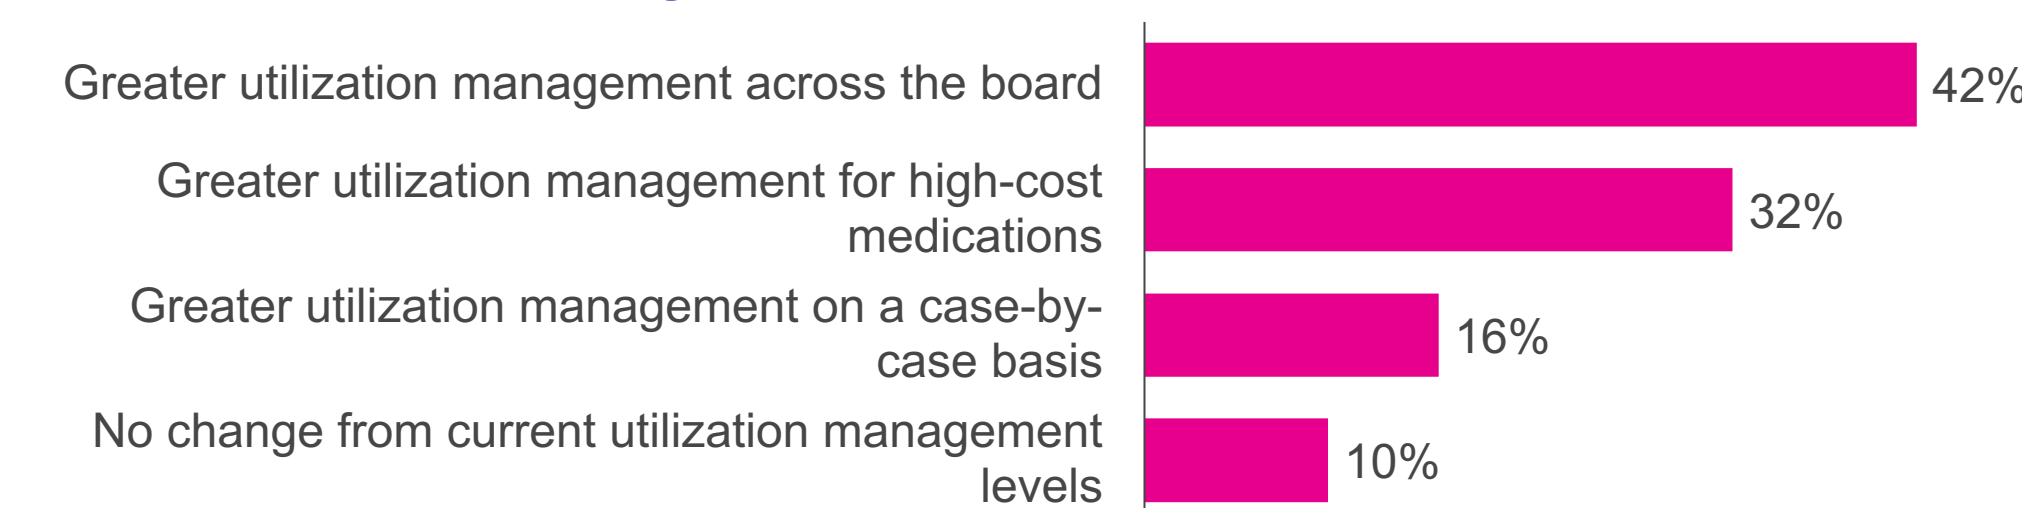 Greater utilization management across the board
42%
Greater utilization management for high-cost
medications
32%
Greater utilization management on a case-by-
case basis
16%
No change from current utilization management
levels
10%